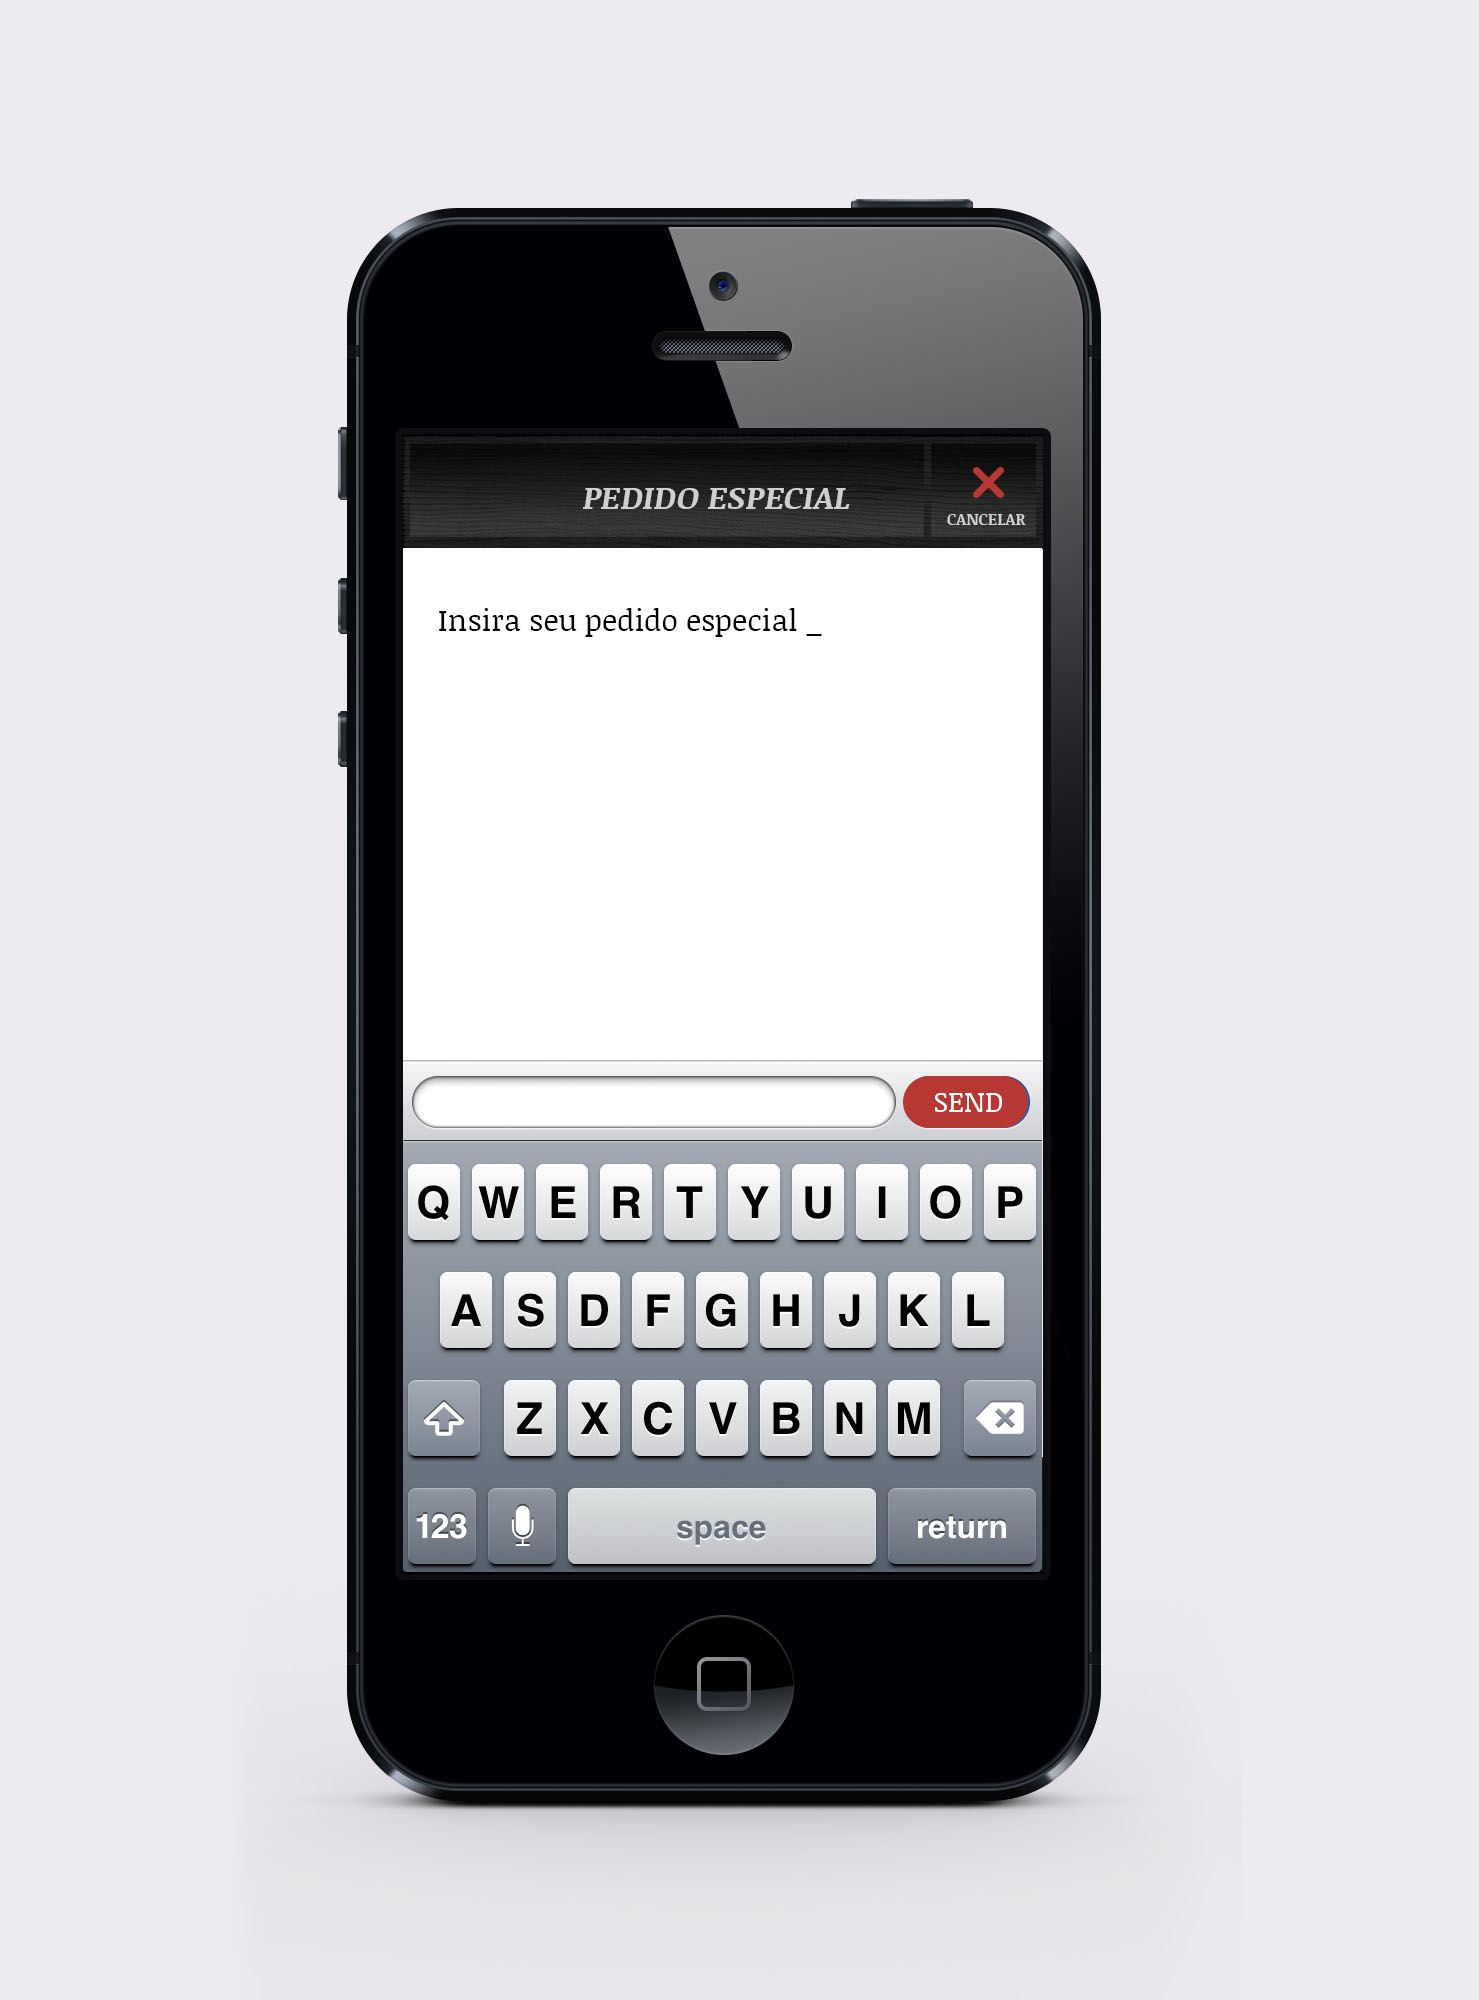 PEDIDO ESPECIAL
CANCELAR
Insira seu pedido especial _
SEND
Q W E R T Y U I O P
A S D F G H J K L
Z X C V B N M
123 space return